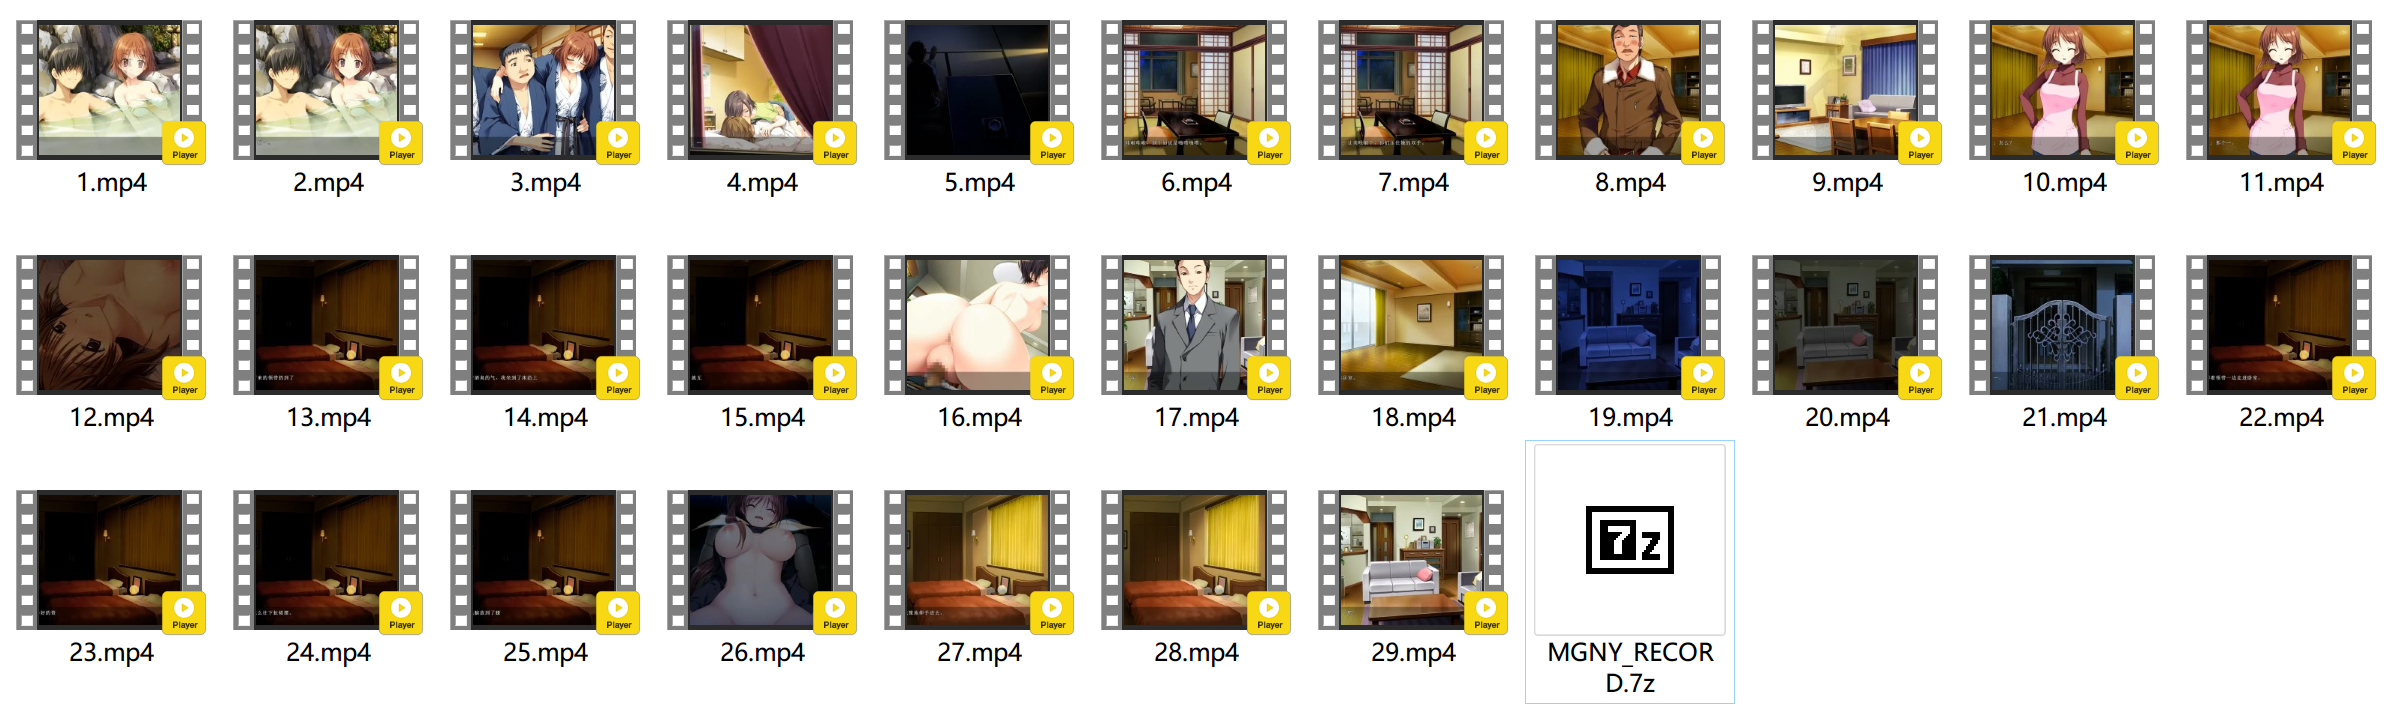 Player
Player
Player
Player
Player
Player
Player
Player
Player
Player
Player
1.mp4
2.mp4
3.mp4
4.mp4
5.mp4
6.mp4
7.mp4
8.mp4
9.mp4
10.mp4
11.mp4
Player
Player
Player
Player
Player
Player
Player
Player
Player
Player
Player
12.mp4
13.mp4
14.mp4
15.mp4
16.mp4
17.mp4
18.mp4
19.mp4
20.mp4
21.mp4
22.mp4
7z
Player
Player
Player
Player
Player
Player
Player
23.mp4
24.mp4
25.mp4
26.mp4
27.mp4
28.mp4
29.mp4
MGNY_RECOR
D.7z